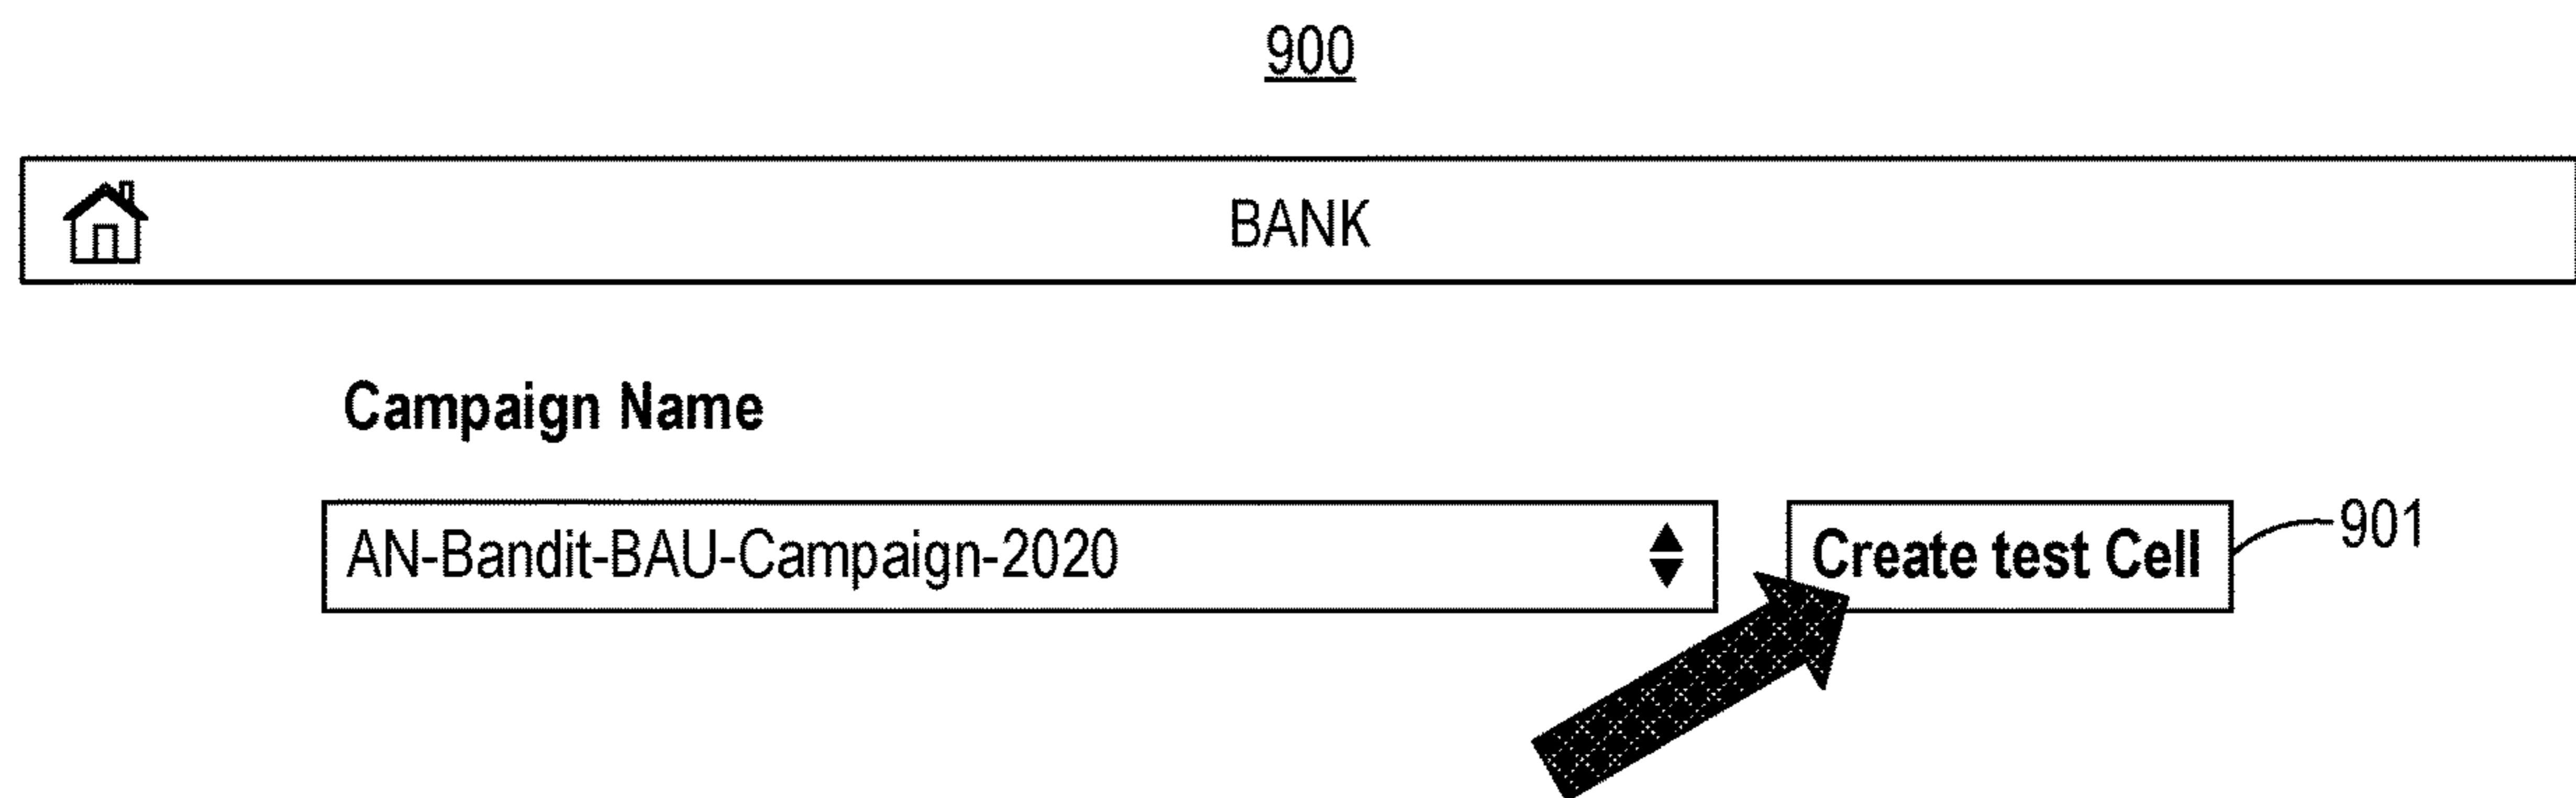 900
BANK
Campaign Name
AN-Bandit-BAU-Campaign-2020
Create test Cell
901